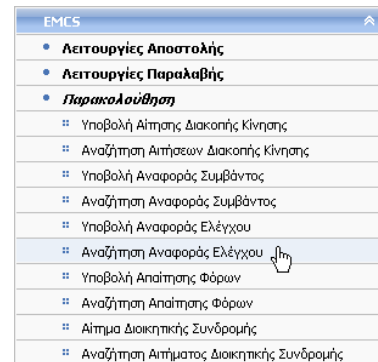 EMCS
Λειτουργίες Αποστολής
Λειτουργίες Παραλαβής
Παρακολούθηση
Υποβολή Αίτησης Διακοπής Κίνησης
Αναζήτηση Αιτήσεων Διακοπής Κίνησης
Υποβολή Αναφοράς Συμβάντος
Αναζήτηση Αναφοράς Συμβάντος
Υποβολή Αναφοράς Ελέγχου
Αναζήτηση Αναφοράς Ελέγχου
Υποβολή Απαίτησης Φόρων
Αναζήτηση Απαίτησης Φόρων
Αίτημα Διοικητικής Συνδρομής
Αναζήτηση Αιτήματος Διοικητικής Συνδρομής